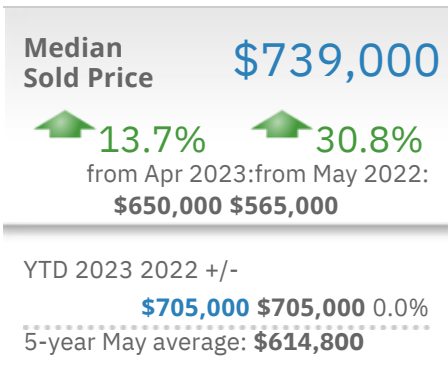 Median
Sold Price
$739,000
13.7% 30.8%
from Apr 2023:from May 2022:
$650,000 $565,000
YTD 2023 2022 +/-
$705,000 $705,000 0.0%
5-year May average: $614,800